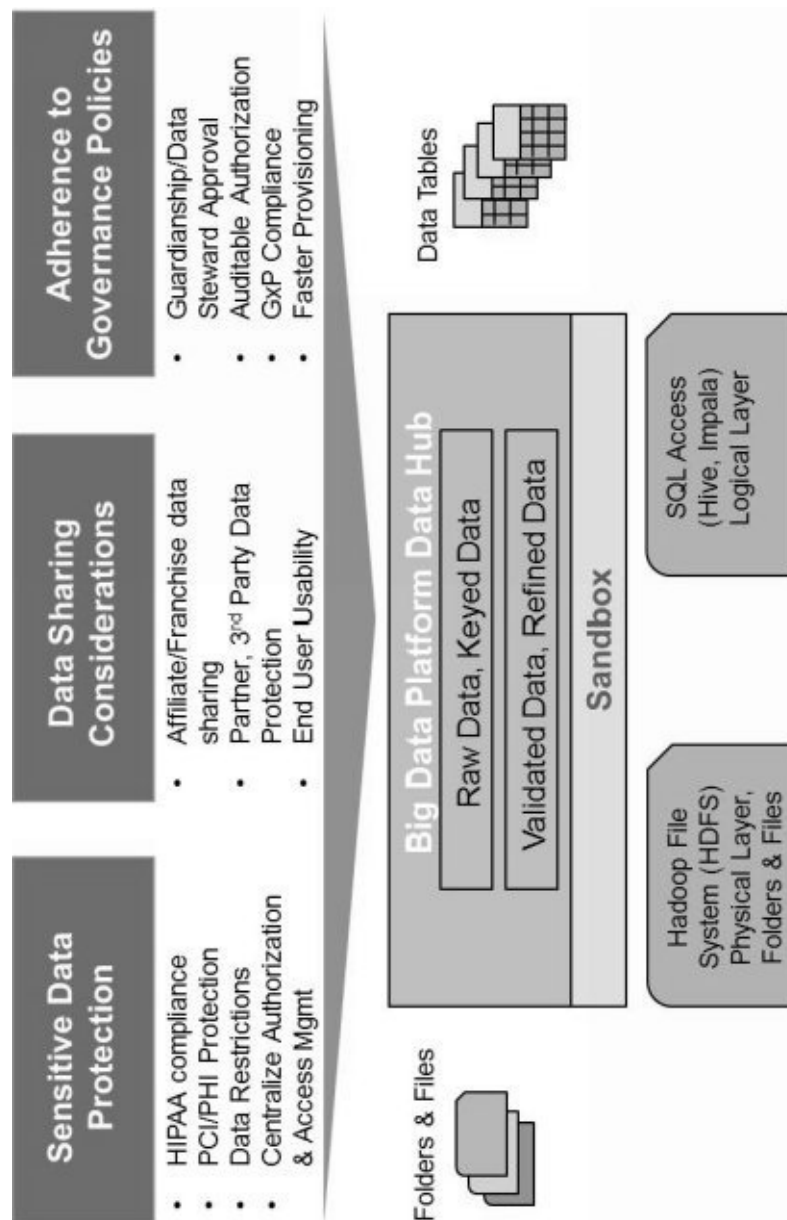 Sensitive Data
Protection
• HIPAA compliance
• PCI/PHI Protection
• Data Restrictions
• Centralize Authorization
& Access Mgmt
Data Sharing
Considerations
• Affiliate/Franchise data
sharing
• Partner, 3rd Party Data
Protection
• End User Usability
Adherence to
Governance Policies
• Guardianship/Data
Steward Approval
• Auditable Authorization
• GxP Compliance
• Faster Provisioning
Folders & Files
Big Data Platform Data Hub
Raw Data, Keyed Data
Validated Data, Refined Data
Sandbox
Data Tables
Hadoop File
System (HDFS)
Physical Layer,
Folders & Files
SQL Access
(Hive, Impala)
Logical Layer